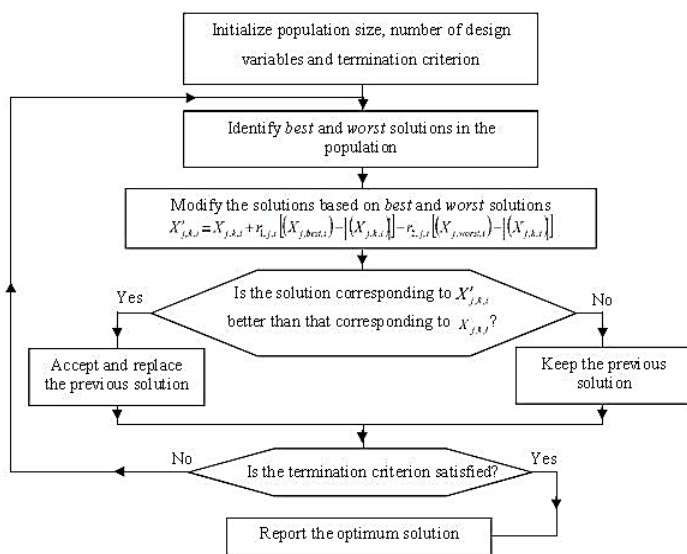 Initialize population size, number of design
variables and termination criterion
Identify best and worst solutions in the
population
Modify the solutions based on best and worst solutions
X'j,k,i = Xj,k,i + r1,j,i [(Xj,best,i) − |(Xj,k,i)|] − r2,j,i [(Xj,worst,i) − |(Xj,k,i)|]
Yes
Is the solution corresponding to X'j,k,i
better than that corresponding to Xj,k,i?
No
Accept and replace
the previous solution
Keep the previous
solution
No
Is the termination criterion satisfied?
Yes
Report the optimum solution